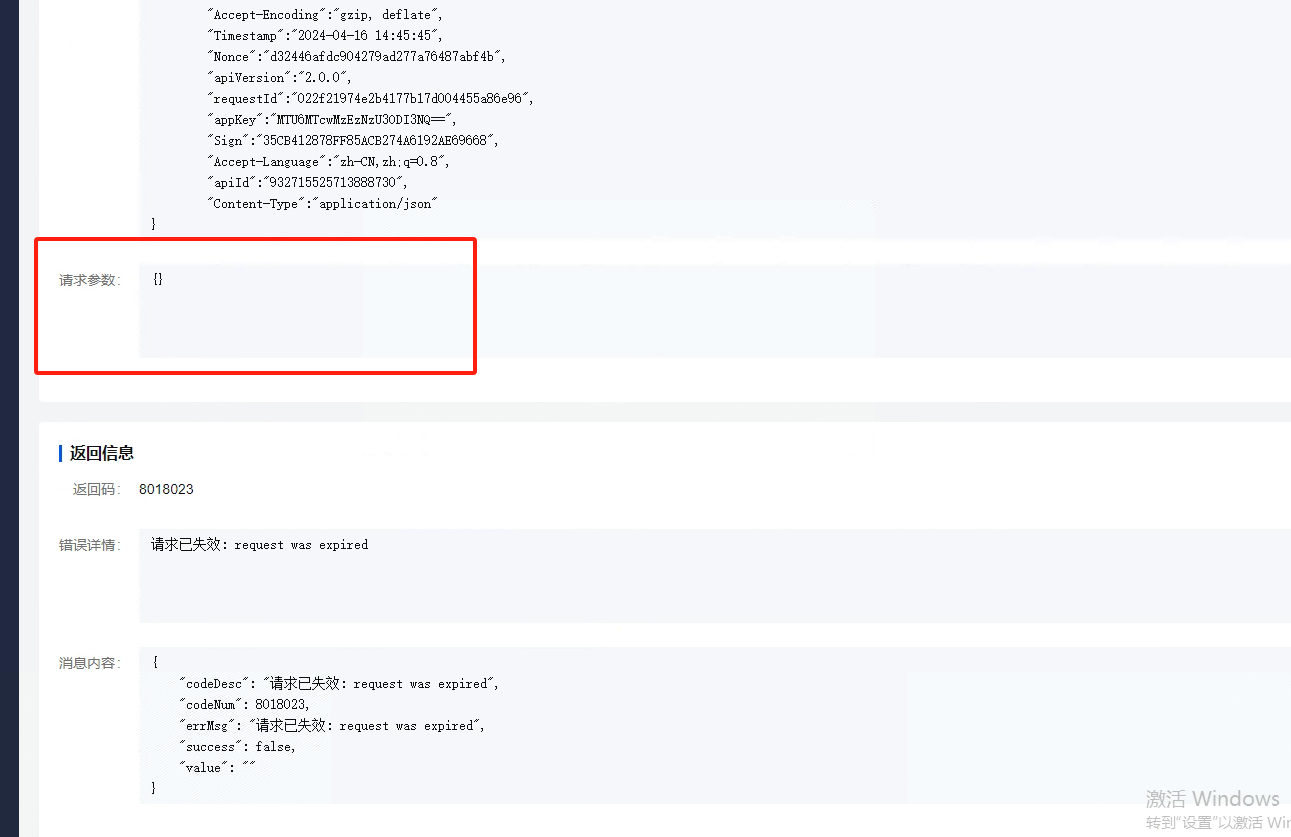 "Accept-Encoding":"gzip, deflate",
"Timestamp":"2024-04-16 14:45:45",
"Nonce":"d32446afdc904279ad277a76487abf4b",
"apiVersion":"2.0.0",
"requestId":"022f21974e2b4177b17d004455a86e96",
"appKey":"MTU6MTcwMzEzNzU3ODI3NQ==",
"Sign":"35CB412878FF85ACB274A6192AE69668",
"Accept-Language":"zh-CN,zh;q=0.8",
"apiId":"932715525713888730",
"Content-Type":"application/json"
}
请求参数: {}
返回信息
返回码: 8018023
错误详情: 请求已失效: request was expired
消息内容: {
"codeDesc": "请求已失效: request was expired",
"codeNum": 8018023,
"errMsg": "请求已失效: request was expired",
"success": false,
"value": ""
}
激活 Windows
转到"设置"以激活 Win